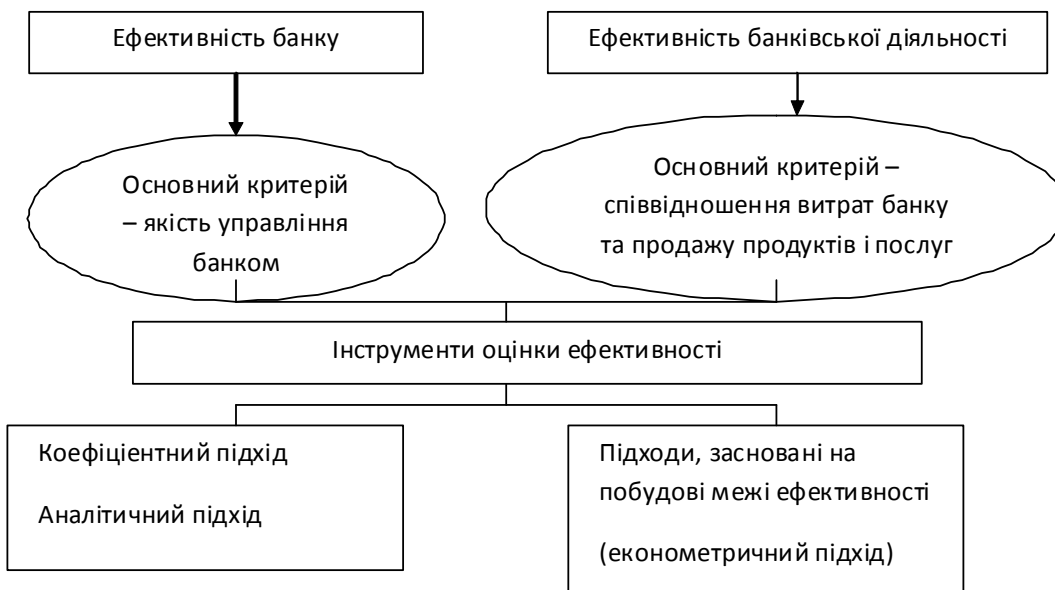 Ефективність банку
Ефективність банківської діяльності
Основний критерій
– якість управління
банком
Основний критерій –
співвідношення витрат банку
та продажу продуктів і послуг
Інструменти оцінки ефективності
Коефіцієнтний підхід
Аналітичний підхід
Підходи, засновані на
побудові межі ефективності
(економетричний підхід)